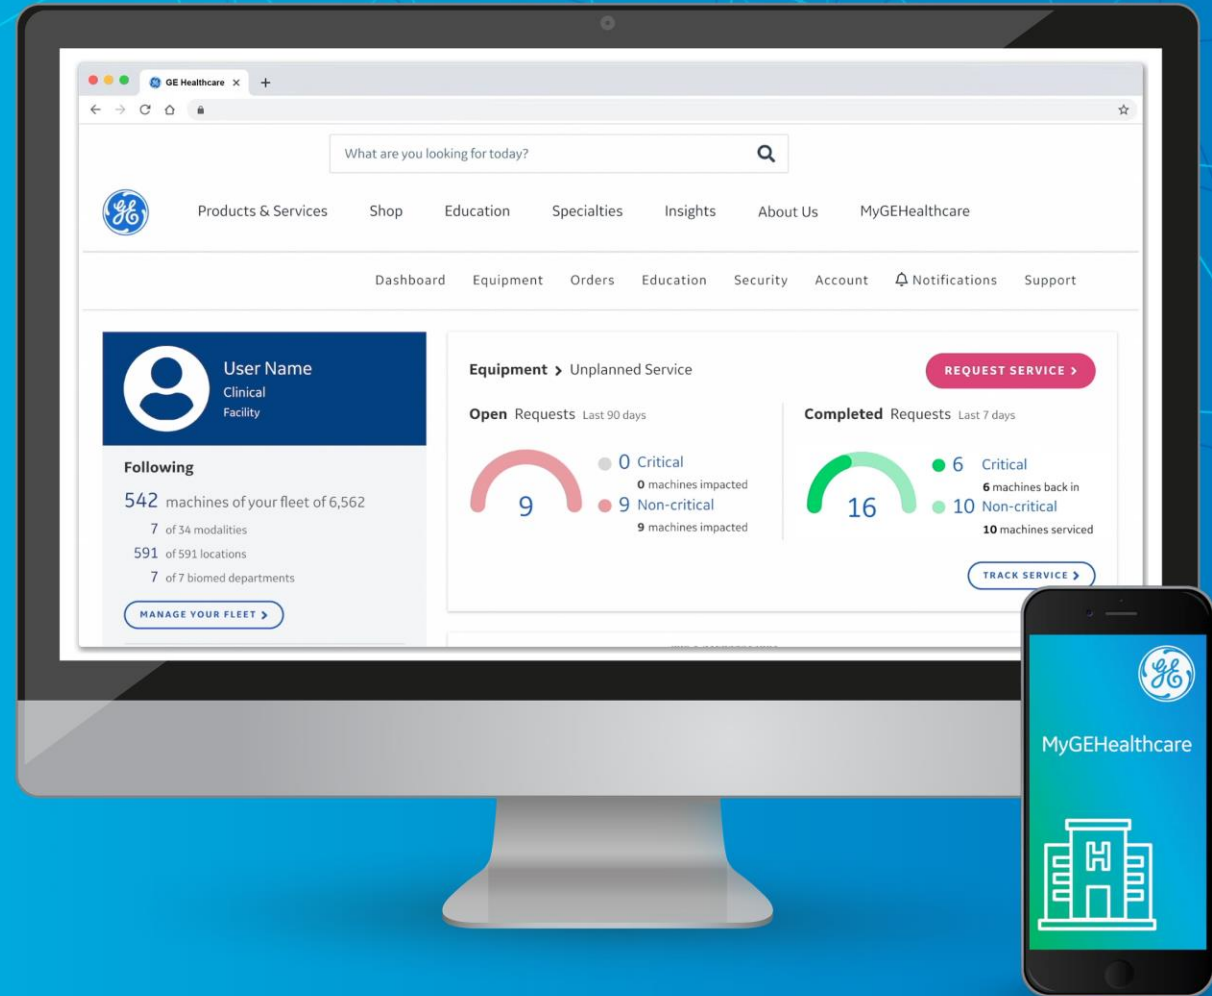 GE Healthcare
What are you looking for today?
GE
Products & Services Shop Education Specialties Insights About Us MyGEHealthcare
Dashboard Equipment Orders Education Security Account Notifications Support
User Name
Clinical
Facility
Following
542 machines of your fleet of 6,562
7 of 34 modalities
591 of 591 locations
7 of 7 biomed departments
MANAGE YOUR FLEET >
Equipment > Unplanned Service
REQUEST SERVICE >
Open Requests Last 90 days
9
0 Critical
0 machines impacted
9 Non-critical
9 machines impacted
Completed Requests Last 7 days
16
6 Critical
6 machines back in
10 Non-critical
10 machines serviced
TRACK SERVICE >
GE
MyGEHealthcare
H